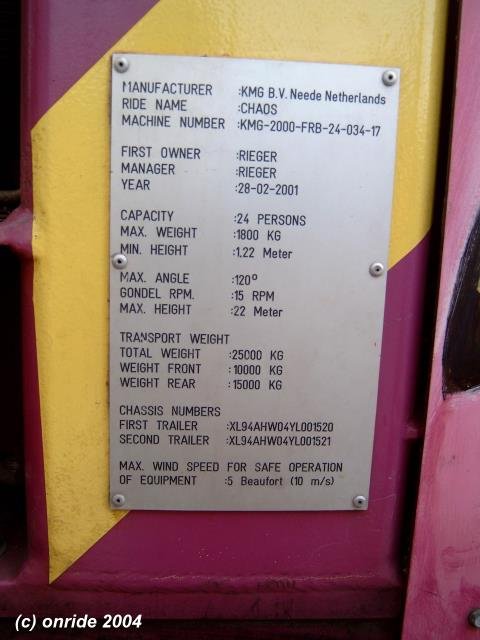 MANUFACTURER :KMG B.V. Neede Netherlands
RIDE NAME :CHAOS
MACHINE NUMBER :KMG-2000-FRB-24-034-17
FIRST OWNER :RIEGER
MANAGER :RIEGER
YEAR :28-02-2001
CAPACITY :24 PERSONS
MAX. WEIGHT :1800 KG
MIN. HEIGHT :1.22 Meter
MAX. ANGLE :120°
GONDEL RPM. :15 RPM
MAX. HEIGHT :22 Meter
TRANSPORT WEIGHT
TOTAL WEIGHT :25000 KG
WEIGHT FRONT :10000 KG
WEIGHT REAR :15000 KG
CHASSIS NUMBERS
FIRST TRAILER :XL94AHW04YL001520
SECOND TRAILER :XL94AHW04YL001521
MAX. WIND SPEED FOR SAFE OPERATION
OF EQUIPMENT :5 Beaufort (10 m/s)
(c) onride 2004